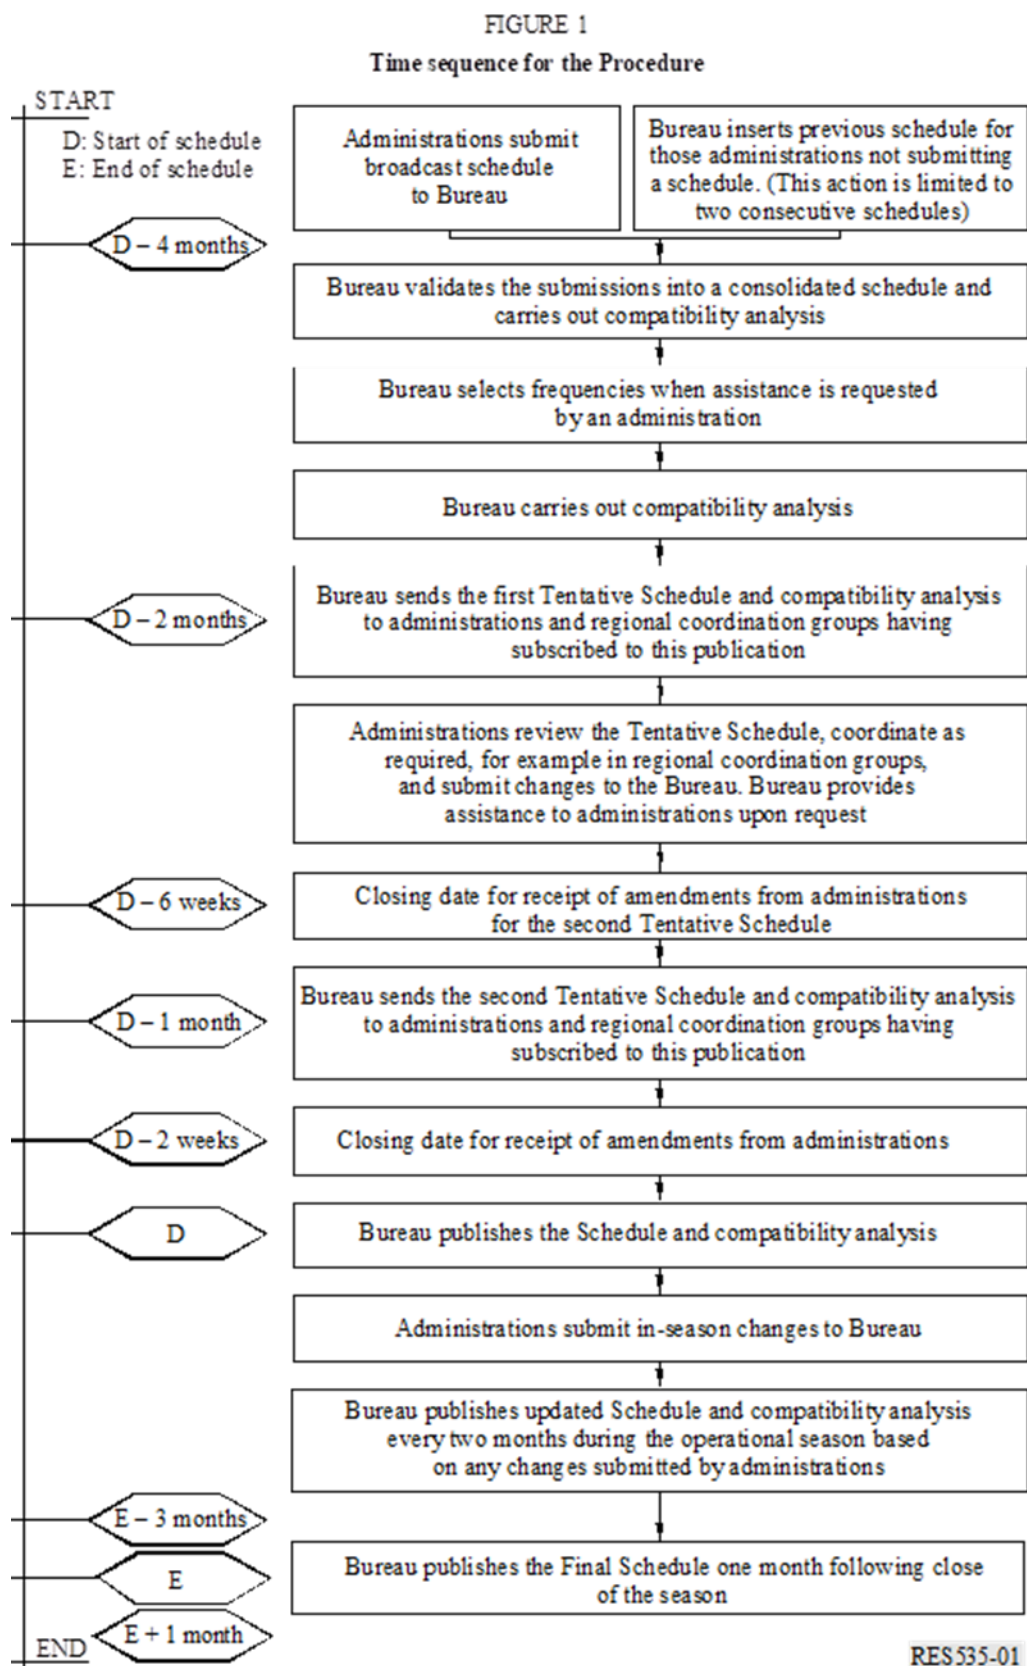 FIGURE 1
Time sequence for the Procedure
START
D: Start of schedule
E: End of schedule
Administrations submit
broadcast schedule
to Bureau
Bureau inserts previous schedule for
those administrations not submitting
a schedule. (This action is limited to
two consecutive schedules)
D – 4 months
Bureau validates the submissions into a consolidated schedule and
carries out compatibility analysis
Bureau selects frequencies when assistance is requested
by an administration
Bureau carries out compatibility analysis
D – 2 months
Bureau sends the first Tentative Schedule and compatibility analysis
to administrations and regional coordination groups having
subscribed to this publication
Administrations review the Tentative Schedule, coordinate as
required, for example in regional coordination groups,
and submit changes to the Bureau. Bureau provides
assistance to administrations upon request
D – 6 weeks
Closing date for receipt of amendments from administrations
for the second Tentative Schedule
D – 1 month
Bureau sends the second Tentative Schedule and compatibility analysis
to administrations and regional coordination groups having
subscribed to this publication
D – 2 weeks
Closing date for receipt of amendments from administrations
D
Bureau publishes the Schedule and compatibility analysis
Administrations submit in-season changes to Bureau
Bureau publishes updated Schedule and compatibility analysis
every two months during the operational season based
on any changes submitted by administrations
E – 3 months
E
Bureau publishes the Final Schedule one month following close
of the season
E + 1 month
END
RES535-01